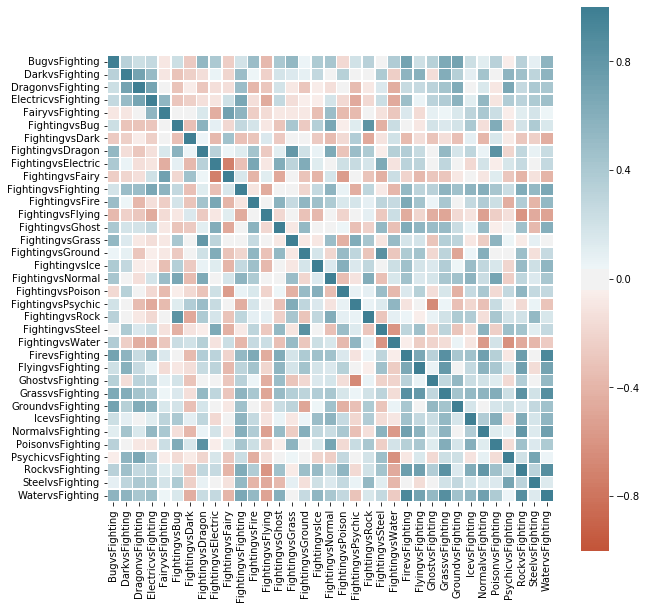 BugvsFighting
DarkvsFighting
DragonvsFighting
ElectricvsFighting
FairyvsFighting
FightingvsBug
FightingvsDark
FightingvsDragon
FightingvsElectric
FightingvsFairy
FightingvsFighting
FightingvsFire
FightingvsFlying
FightingvsGhost
FightingvsGrass
FightingvsGround
FightingvsIce
FightingvsNormal
FightingvsPoison
FightingvsPsychic
FightingvsRock
FightingvsSteel
FightingvsWater
FirevsFighting
FlyingvsFighting
GhostvsFighting
GrassvsFighting
GroundvsFighting
IcevsFighting
NormalvsFighting
PoisonvsFighting
PsychicvsFighting
RockvsFighting
SteelvsFighting
WatervsFighting
BugvsFighting
DarkvsFighting
DragonvsFighting
ElectricvsFighting
FairyvsFighting
FightingvsBug
FightingvsDark
FightingvsDragon
FightingvsElectric
FightingvsFairy
FightingvsFighting
FightingvsFire
FightingvsFlying
FightingvsGhost
FightingvsGrass
FightingvsGround
FightingvsIce
FightingvsNormal
FightingvsPoison
FightingvsPsychic
FightingvsRock
FightingvsSteel
FightingvsWater
FirevsFighting
FlyingvsFighting
GhostvsFighting
GrassvsFighting
GroundvsFighting
IcevsFighting
NormalvsFighting
PoisonvsFighting
PsychicvsFighting
RockvsFighting
SteelvsFighting
WatervsFighting
0.8
0.4
0.0
−0.4
−0.8